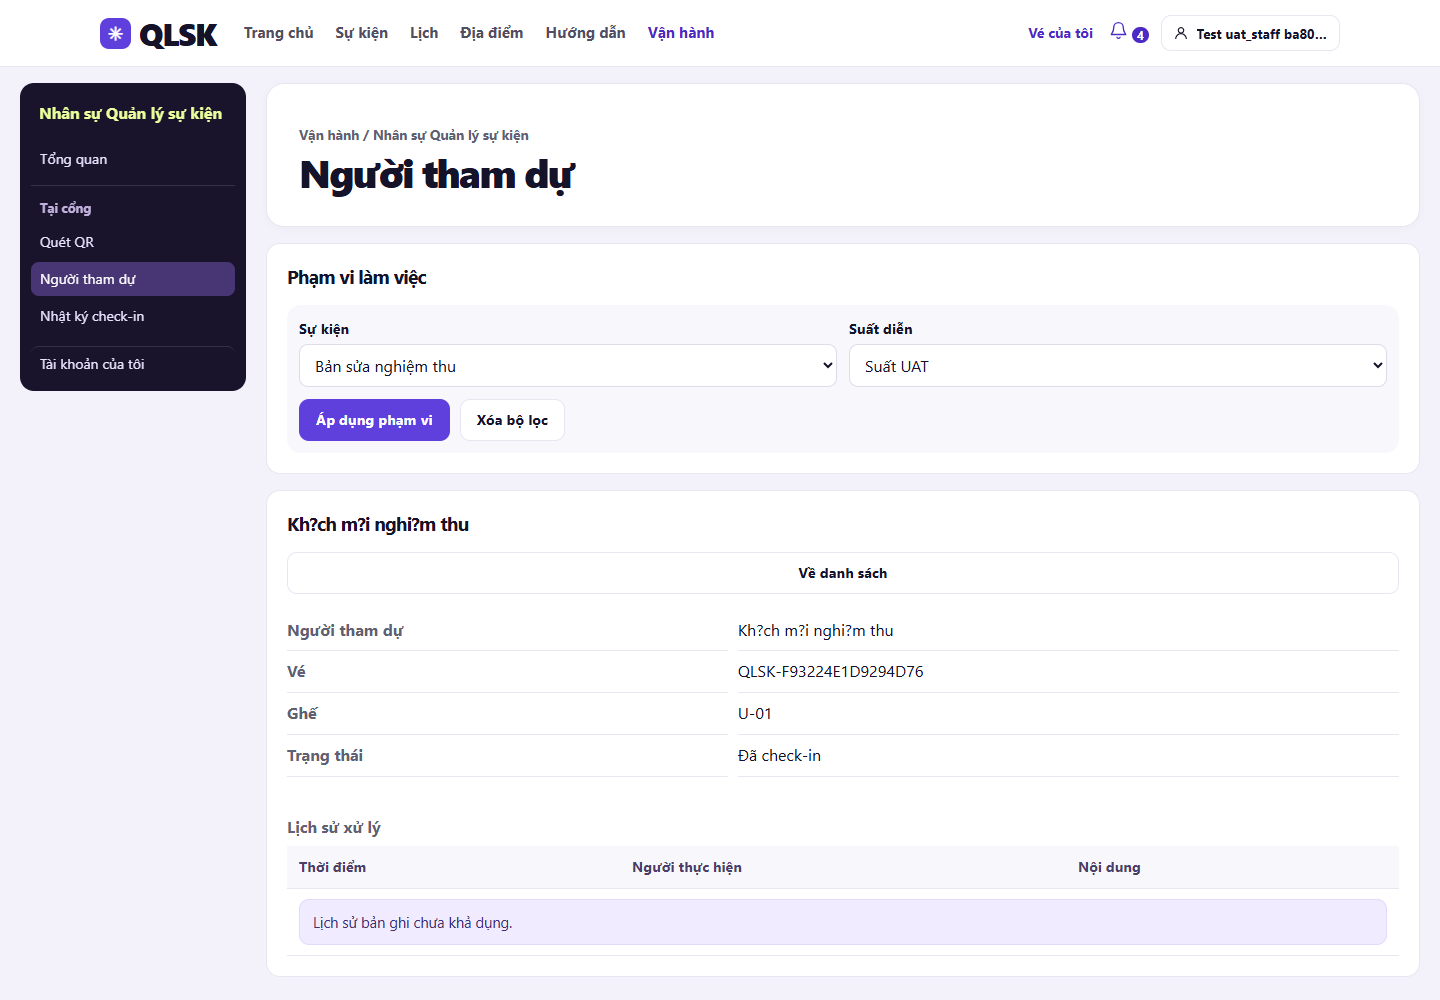 QLSK
Trang chủ
Sự kiện
Lịch
Địa điểm
Hướng dẫn
Vận hành
Vé của tôi
4
Test uat_staff ba80...
Nhân sự Quản lý sự kiện
Tổng quan
Tại cổng
Quét QR
Người tham dự
Nhật ký check-in
Tài khoản của tôi
Vận hành / Nhân sự Quản lý sự kiện
Người tham dự
Phạm vi làm việc
Sự kiện
Bản sửa nghiệm thu
Suất diễn
Suất UAT
Áp dụng phạm vi
Xóa bộ lọc
Kh?ch m?i nghi?m thu
Về danh sách
Người tham dự
Kh?ch m?i nghi?m thu
Vé
QLSK-F93224E1D9294D76
Ghế
U-01
Trạng thái
Đã check-in
Lịch sử xử lý
Thời điểm
Người thực hiện
Nội dung
Lịch sử bản ghi chưa khả dụng.